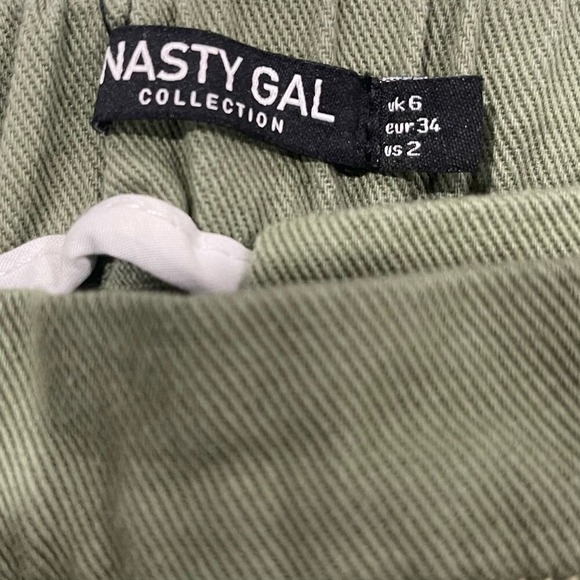 NASTY GAL
COLLECTION
uk 6
eur 34
us 2